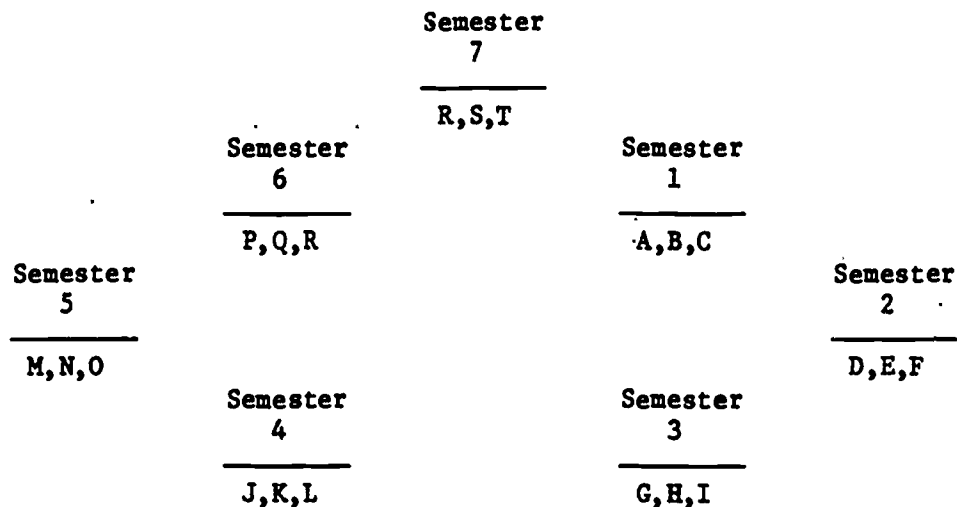 Semester
7
R,S,T
Semester
6
P,Q,R
Semester
1
A,B,C
Semester
5
M,N,O
Semester
2
D,E,F
Semester
4
J,K,L
Semester
3
G,H,I